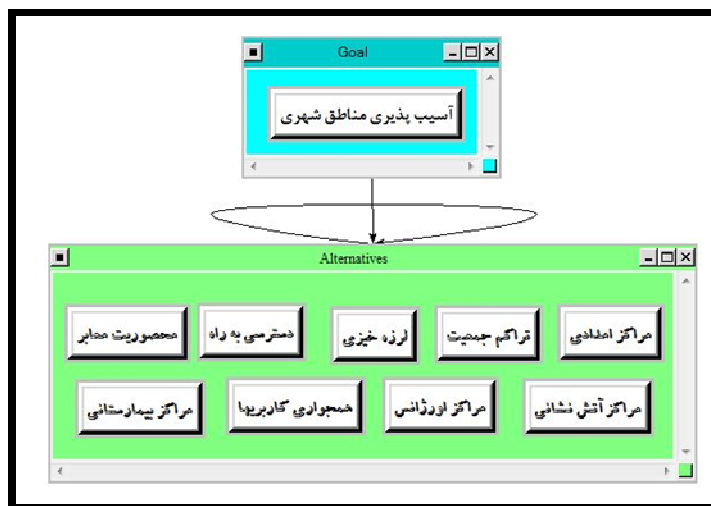 Goal
آسیب پذیری مناطق شهری
Alternatives
مراکز امدادی
تراکم جمعیت
لرزه خیزی
دسترسی به راه
محصوریت معابر
مراکز آتش نشانی
مراکز اورژانس
همجواری کاربریها
مراکز بیمارستانی